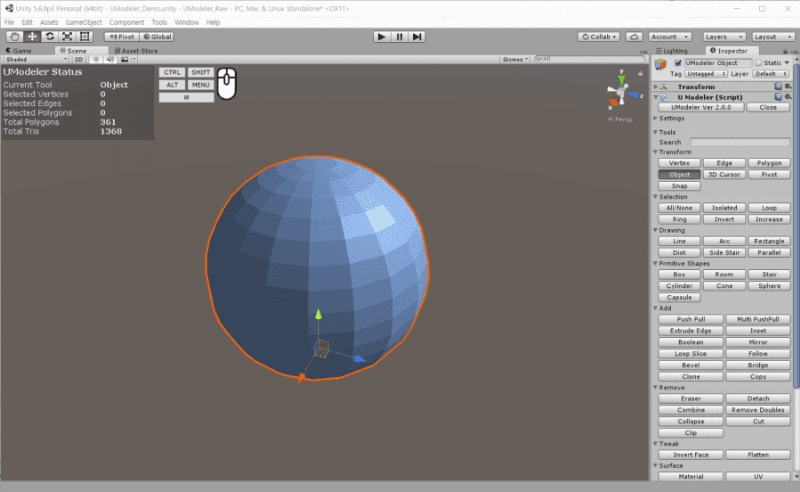 Unity 5.6.0p3 Personal (64bit) - UModeler_Demo.unity - UModeler_Raw - PC, Mac & Linux Standalone* <DX11>
File Edit Assets GameObject Component Tools Window Help
Pivot Global Collab Account Layers Layout
Game Scene Asset Store Lighting Inspector
Shaded 2D Gizmos All
UModeler Object Static
Tag Untagged Layer Default
Transform
U Modeler (Script)
UModeler Ver 2.0.0 Close
Settings
Tools
Search
Transform
Vertex Edge Polygon
Object 3D Cursor Pivot
Snap
Selection
All/None Isolated Loop
Ring Invert Increase
Drawing
Line Arc Rectangle
Disk Side Stair Parallel
Prmitive Shapes
Box Room Stair
Cylinder Cone Sphere
Capsule
Add
Push Pull Multi PushPull
Extrude Edge Inset
Boolean Mirror
Loop Slice Follow
Bevel Bridge
Clone Copy
Remove
Eraser Detach
Combine Remove Doubles
Collapse Cut
Clip
Tweak
Invert Face Flatten
Surface
Material UV
UModeler Status
Current Tool Object
Selected Vertices 0
Selected Edges 0
Selected Polygons 0
Total Polygons 361
Total Tris 1368
CTRL SHIFT
ALT MENU
W
y
x
z
Persp